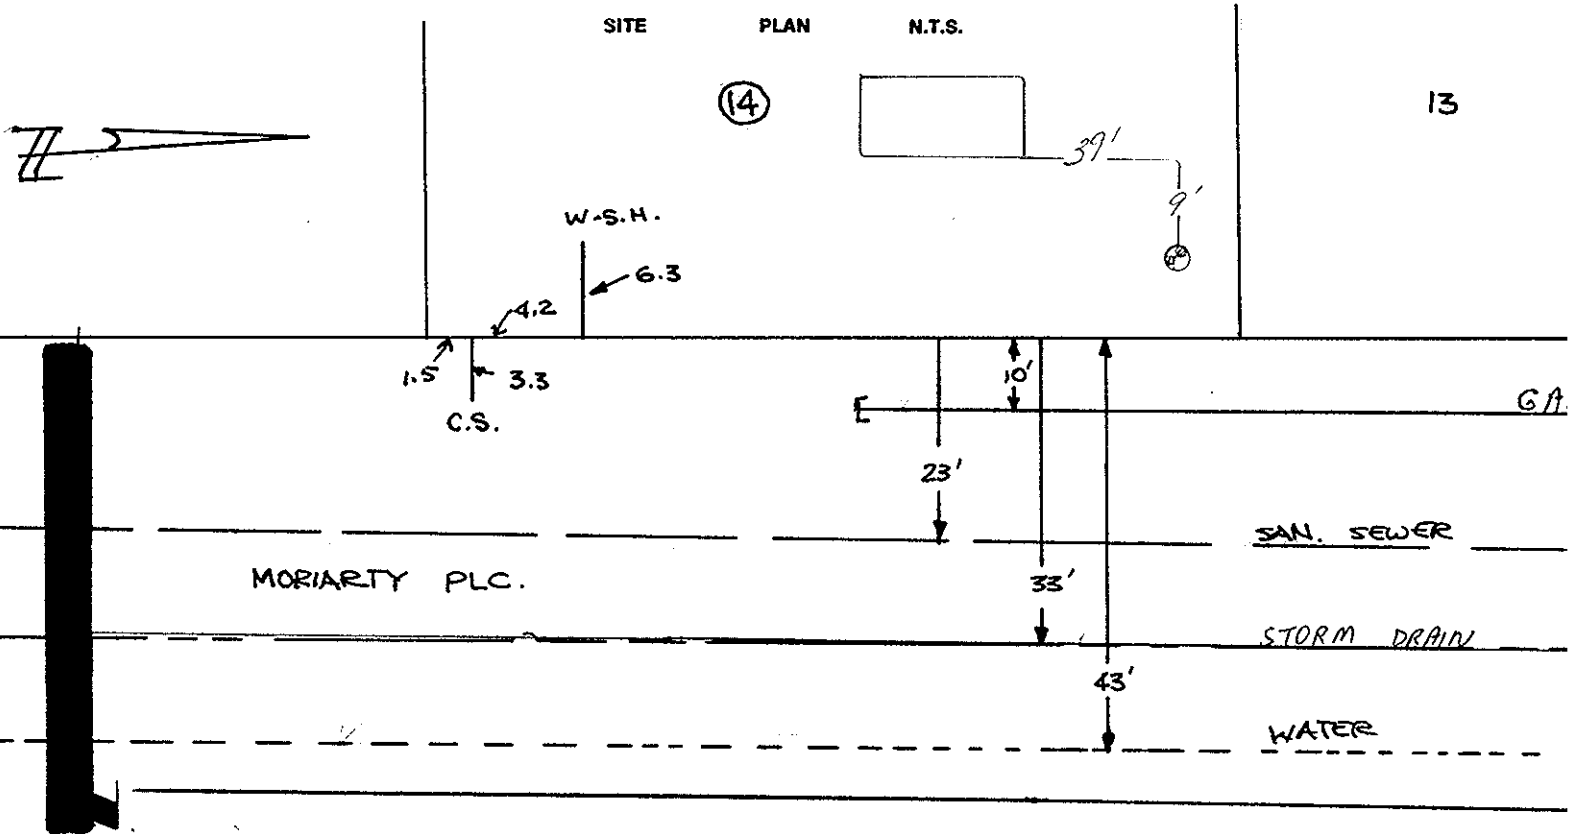 SITE PLAN N.T.S.
14
13
39'
9'
W.S.H.
6.3
4.2
1.5
3.3
C.S.
10'
GA
23'
SAN. SEWER
MORIARTY PLC.
33'
STORM DRAIN
43'
WATER